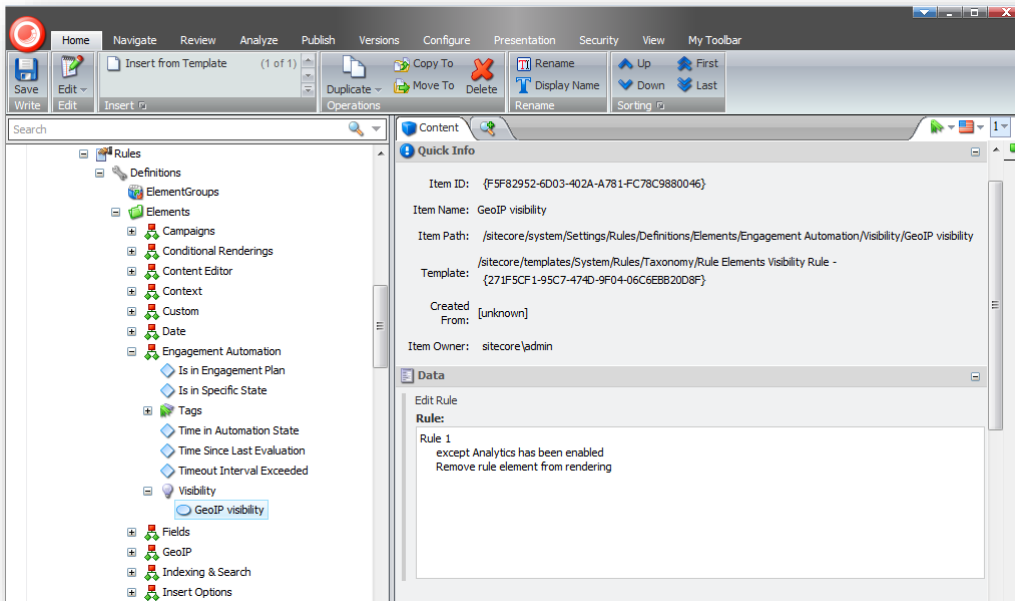 Home Navigate Review Analyze Publish Versions Configure Presentation Security View My Toolbar
Save
Write
Edit
Edit
Insert from Template (1 of 1)
Insert
Duplicate
Copy To
Move To
Delete
Operations
Rename
Display Name
Rename
Up
Down
First
Last
Sorting
Search
Rules
Definitions
ElementGroups
Elements
Campaigns
Conditional Renderings
Content Editor
Context
Custom
Date
Engagement Automation
Is in Engagement Plan
Is in Specific State
Tags
Time in Automation State
Time Since Last Evaluation
Timeout Interval Exceeded
Visibility
GeoIP visibility
Fields
GeoIP
Indexing & Search
Insert Options
Content
1
Quick Info
Item ID: {F5F82952-6D03-402A-A781-FC78C9880046}
Item Name: GeoIP visibility
Item Path: /sitecore/system/Settings/Rules/Definitions/Elements/Engagement Automation/Visibility/GeoIP visibility
Template: /sitecore/templates/System/Rules/Taxonomy/Rule Elements Visibility Rule -
{271F5CF1-95C7-474D-9F04-06C6EBB20D8F}
Created
From: [unknown]
Item Owner: sitecore\admin
Data
Edit Rule
Rule:
Rule 1
except Analytics has been enabled
Remove rule element from rendering